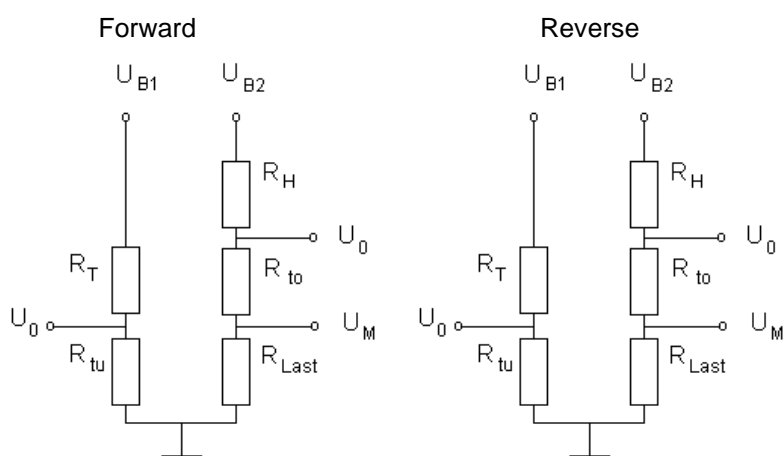 Forward
Reverse
U B1
U B2
U B1
U B2
R H
R H
U 0
U 0
R T
R to
R T
R to
U 0
U M
U 0
U M
R tu
R Last
R tu
R Last